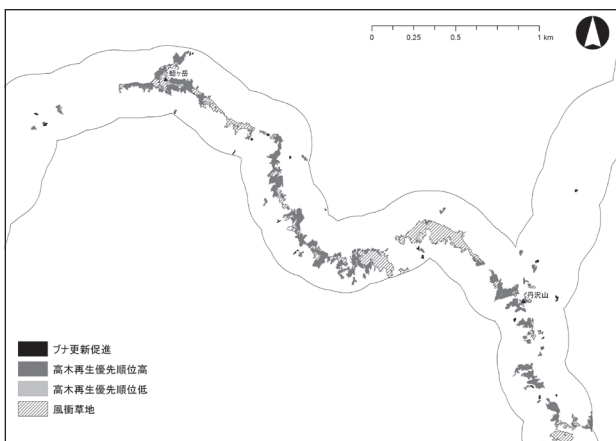 0 0.25 0.5 1 km
蛭ヶ岳
丹沢山
ブナ更新促進
高木再生優先順位高
高木再生優先順位低
風衝草地